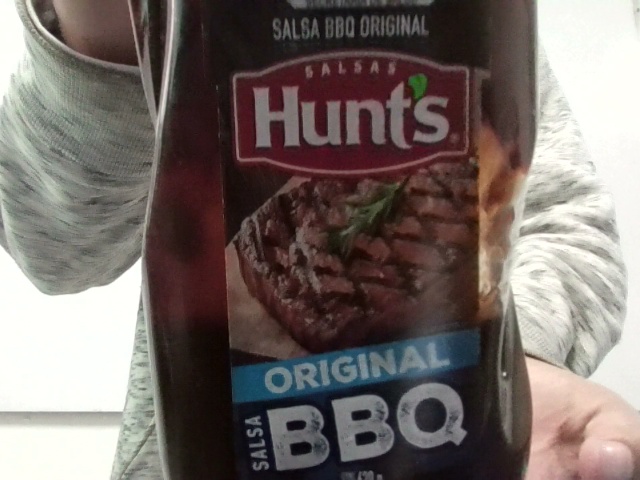 SALSA BBQ ORIGINAL
SALSAS
Hunt's
ORIGINAL
SALSA
BBQ